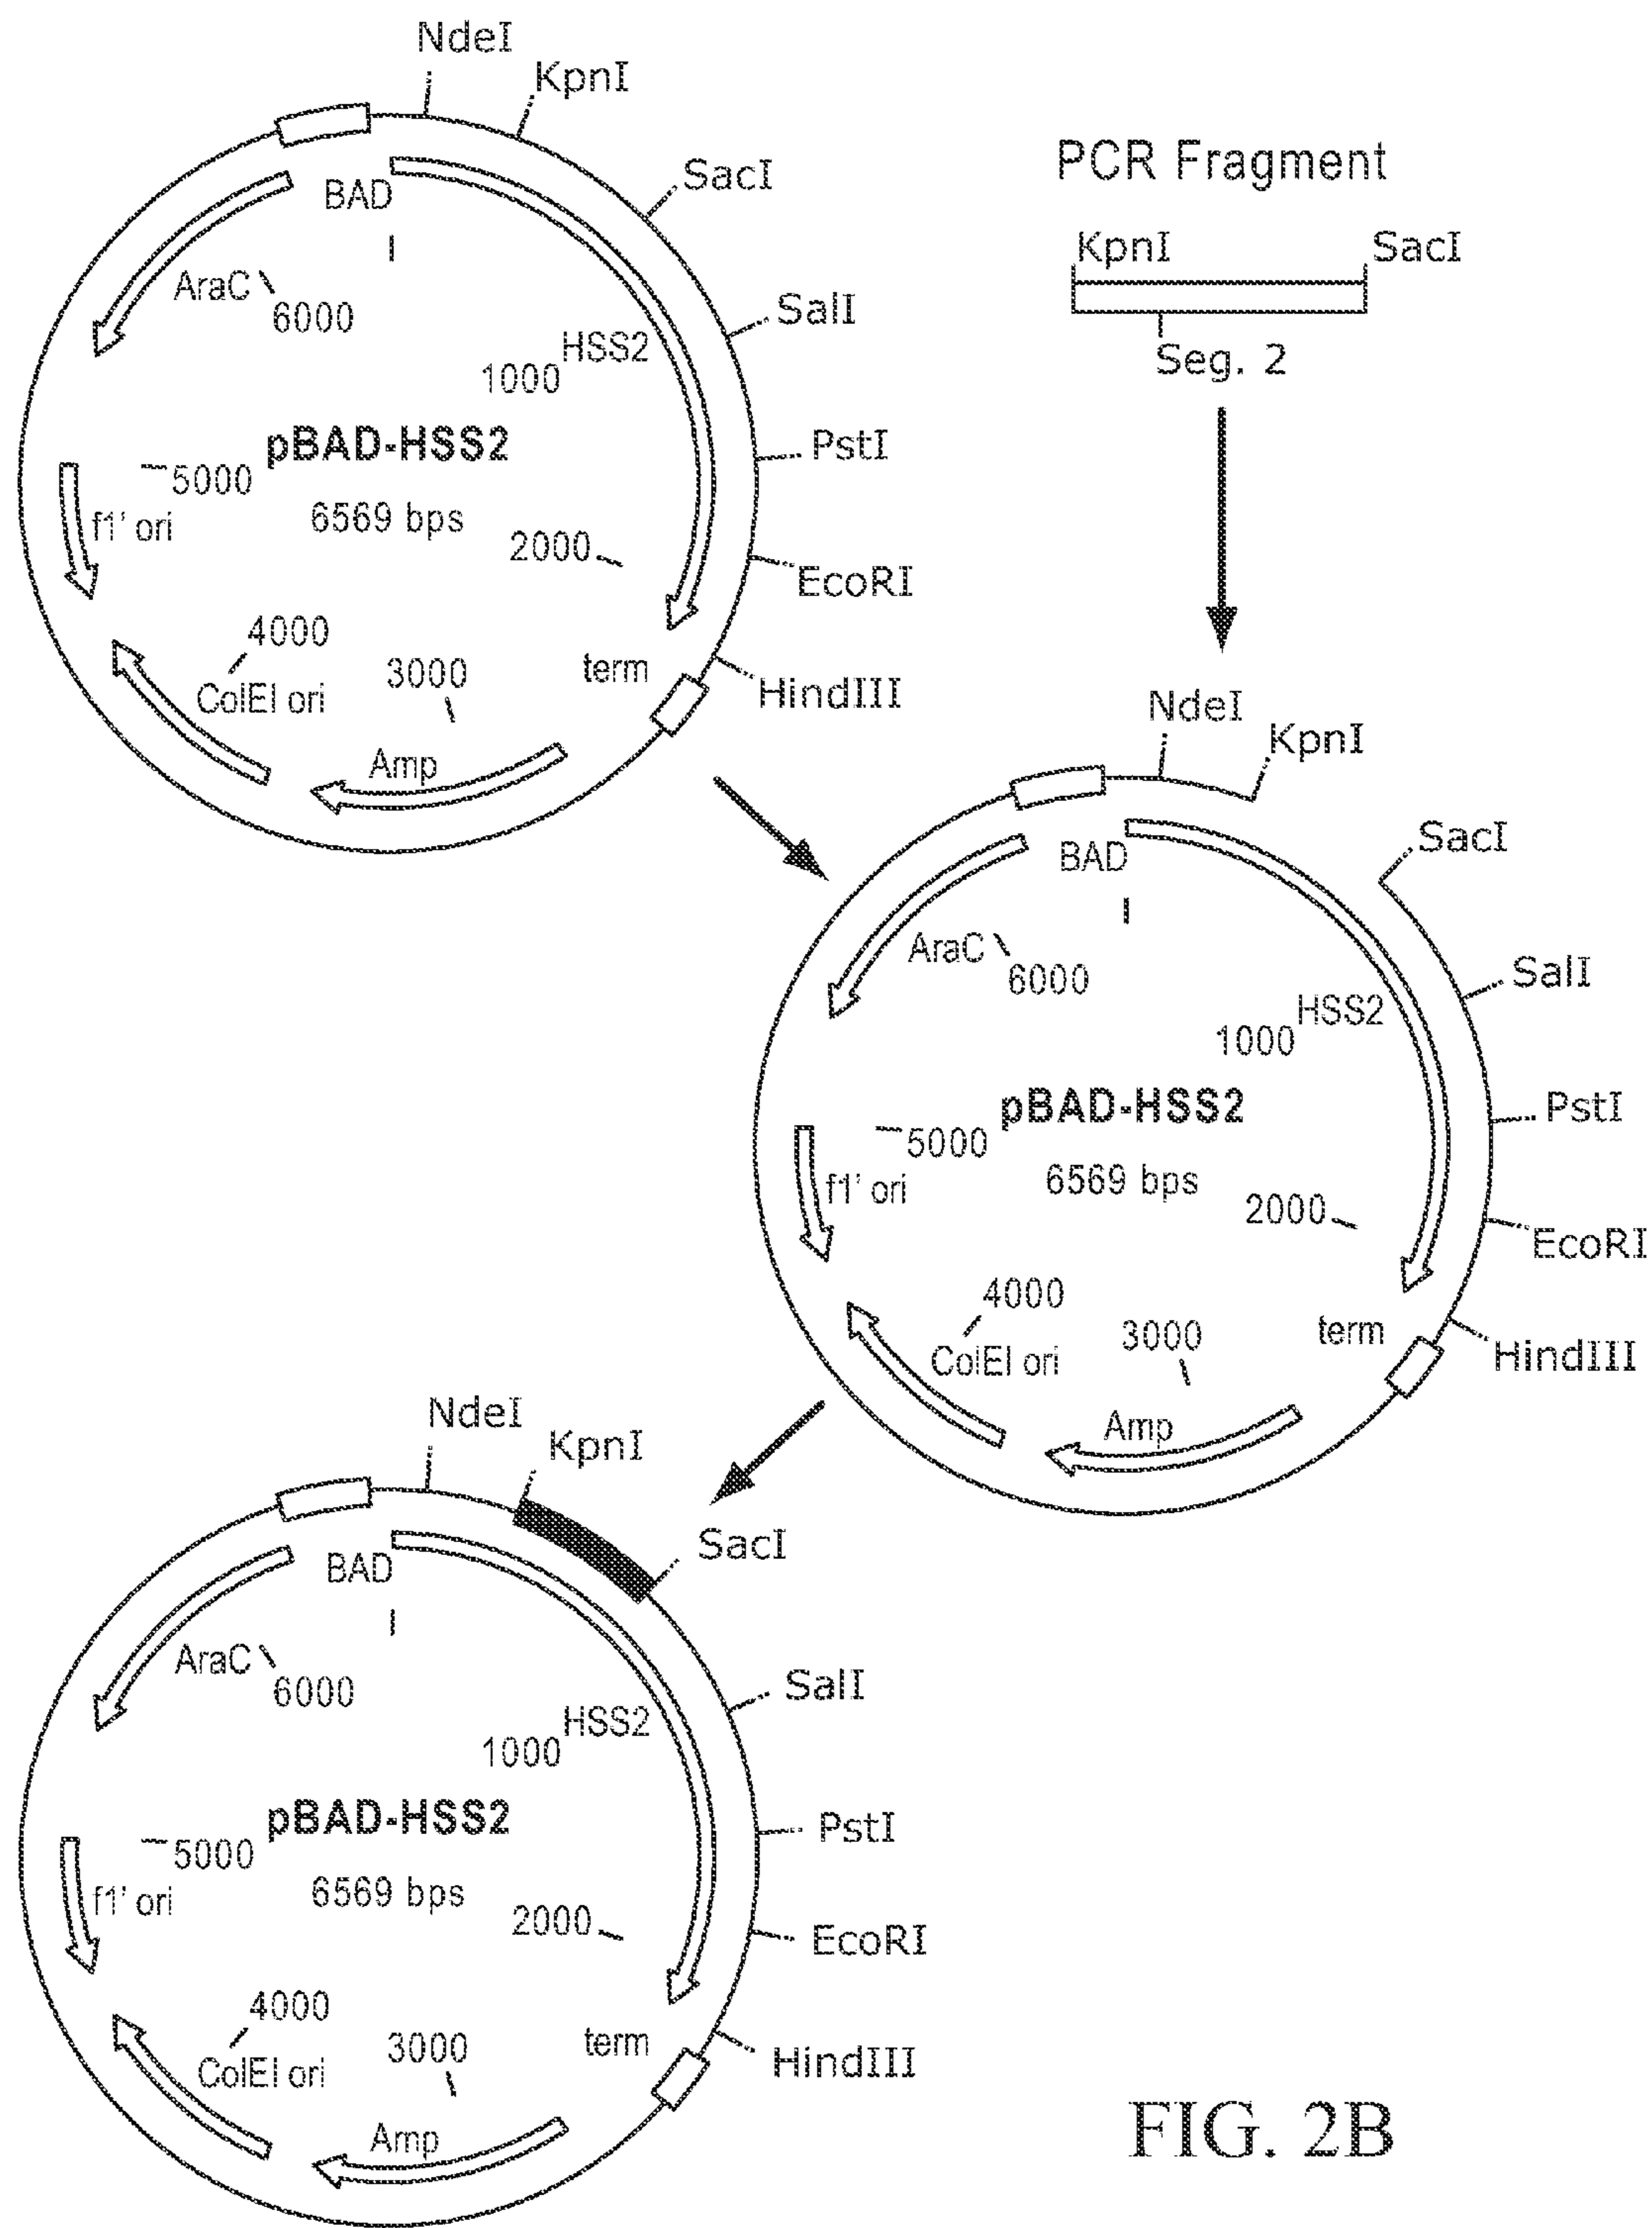 NdeI
KpnI
SacI
SalI
PstI
EcoRI
HindIII
BAD
AraC
6000
HSS2
1000
pBAD-HSS2
6569 bps
5000
f1' ori
2000
4000
ColEI ori
3000
term
Amp
PCR Fragment
KpnI
SacI
Seg. 2
NdeI
KpnI
SacI
SalI
PstI
EcoRI
HindIII
BAD
AraC
6000
HSS2
1000
pBAD-HSS2
6569 bps
5000
f1' ori
2000
4000
ColEI ori
3000
term
Amp
NdeI
KpnI
SacI
SalI
PstI
EcoRI
HindIII
BAD
AraC
6000
HSS2
1000
pBAD-HSS2
6569 bps
5000
f1' ori
2000
4000
ColEI ori
3000
term
Amp
FIG. 2B